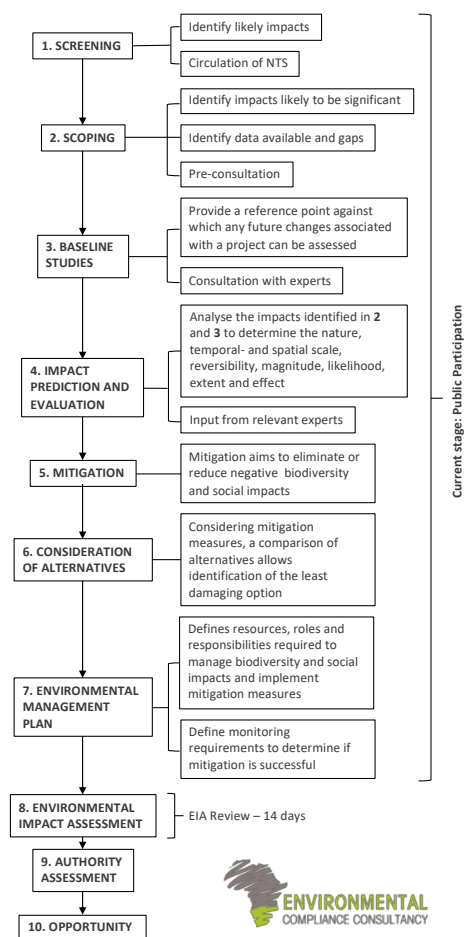 1. SCREENING
Identify likely impacts
Circulation of NTS
2. SCOPING
Identify impacts likely to be significant
Identify data available and gaps
Pre-consultation
3. BASELINE
STUDIES
Provide a reference point against
which any future changes associated
with a project can be assessed
Consultation with experts
4. IMPACT
PREDICTION AND
EVALUATION
Analyse the impacts identified in 2
and 3 to determine the nature,
temporal- and spatial scale,
reversibility, magnitude, likelihood,
extent and effect
Input from relevant experts
5. MITIGATION
Mitigation aims to eliminate or
reduce negative biodiversity
and social impacts
6. CONSIDERATION
OF ALTERNATIVES
Considering mitigation
measures, a comparison of
alternatives allows
identification of the least
damaging option
7. ENVIRONMENTAL
MANAGEMENT
PLAN
Defines resources, roles and
responsibilities required to
manage biodiversity and social
impacts and implement
mitigation measures
Define monitoring
requirements to determine if
mitigation is successful
Current stage: Public Participation
8. ENVIRONMENTAL
IMPACT ASSESSMENT
EIA Review – 14 days
9. AUTHORITY
ASSESSMENT
10. OPPORTUNITY
ENVIRONMENTAL
COMPLIANCE CONSULTANCY